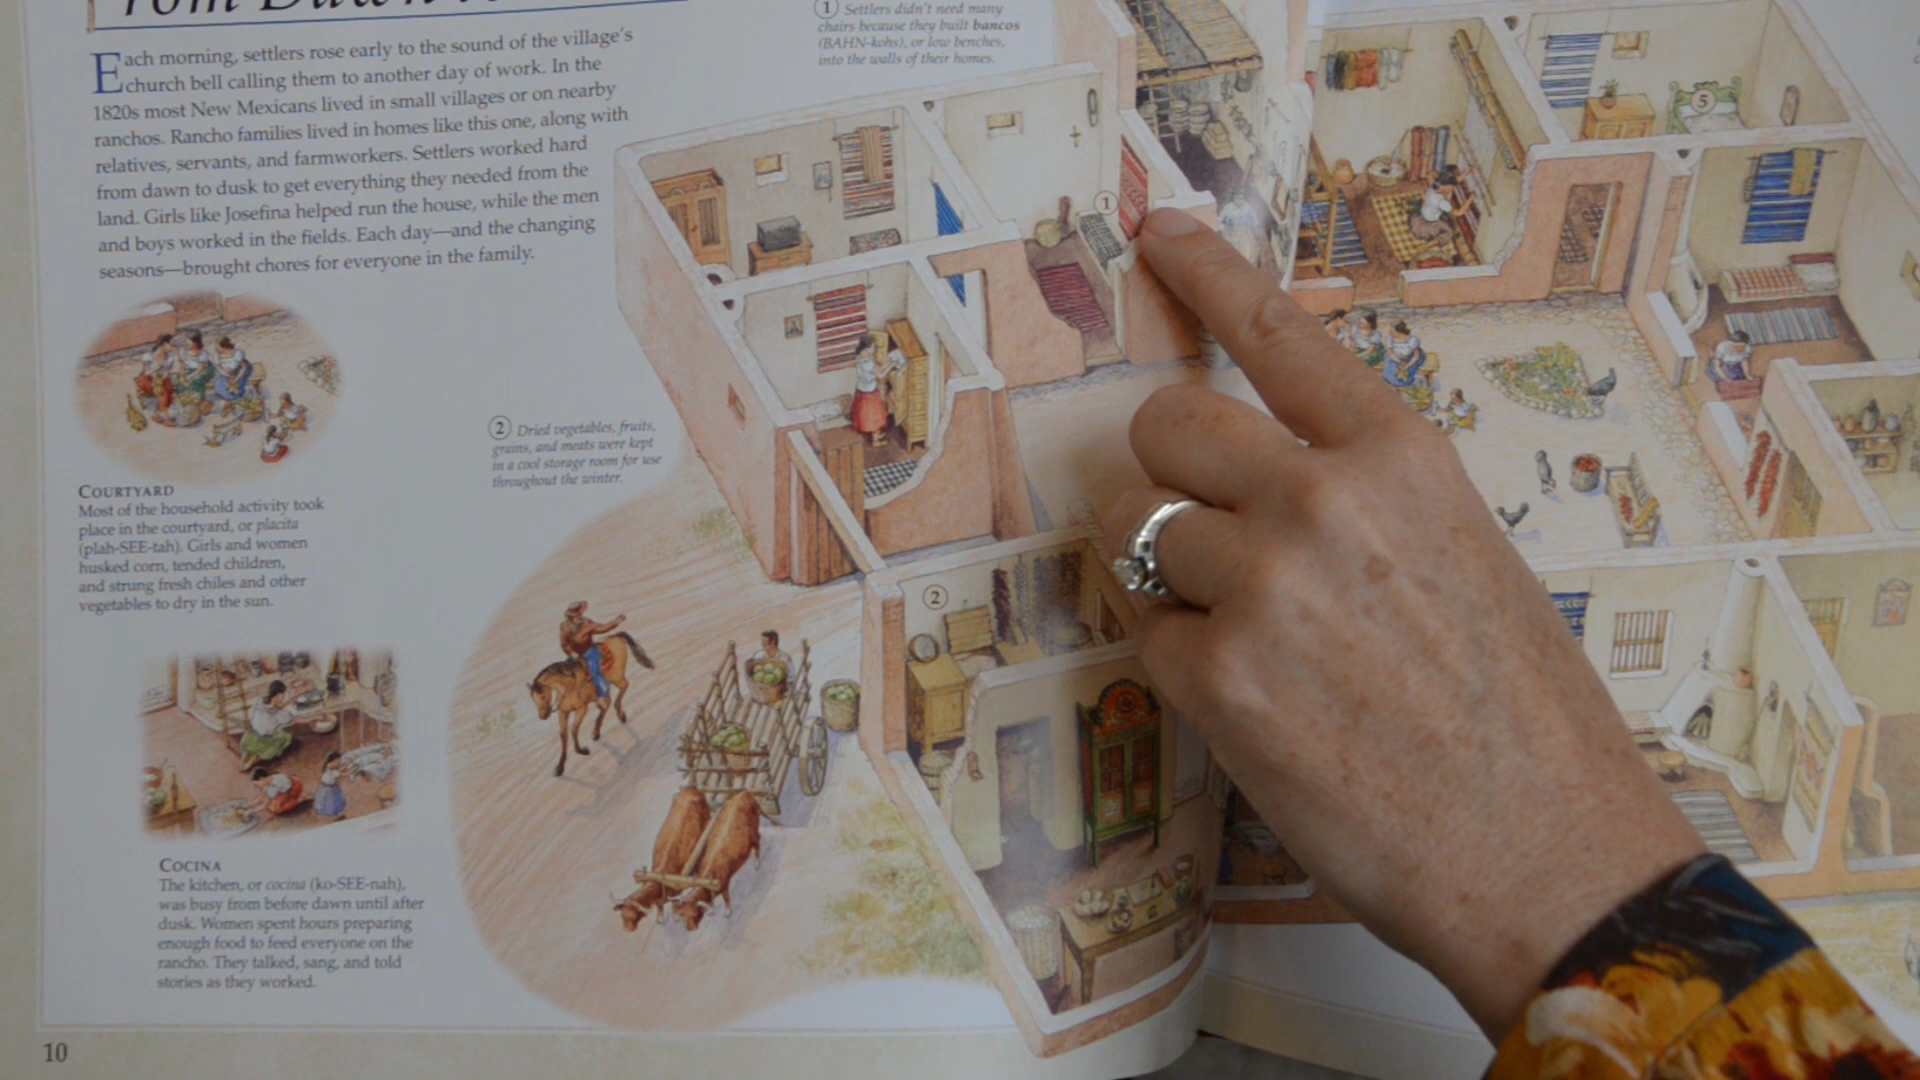 Each morning, settlers rose early to the sound of the village's
church bell calling them to another day of work. In the
1820s most New Mexicans lived in small villages or on nearby
ranchos. Rancho families lived in homes like this one, along with
relatives, servants, and farmworkers. Settlers worked hard
from dawn to dusk to get everything they needed from the
land. Girls like Josefina helped run the house, while the men
and boys worked in the fields. Each day—and the changing
seasons—brought chores for everyone in the family.
1 Settlers didn't need many
chairs because they built bancos
(BAHN-kohs), or low benches,
into the walls of their homes.
1
5
2 Dried vegetables, fruits,
grains, and meats were kept
in a cool storage room for use
throughout the winter.
2
COURTYARD
Most of the household activity took
place in the courtyard, or placita
(plah-SEE-tah). Girls and women
husked corn, tended children,
and strung fresh chiles and other
vegetables to dry in the sun.
COCINA
The kitchen, or cocina (ko-SEE-nah),
was busy from before dawn until after
dusk. Women spent hours preparing
enough food to feed everyone on the
rancho. They talked, sang, and told
stories as they worked.
10